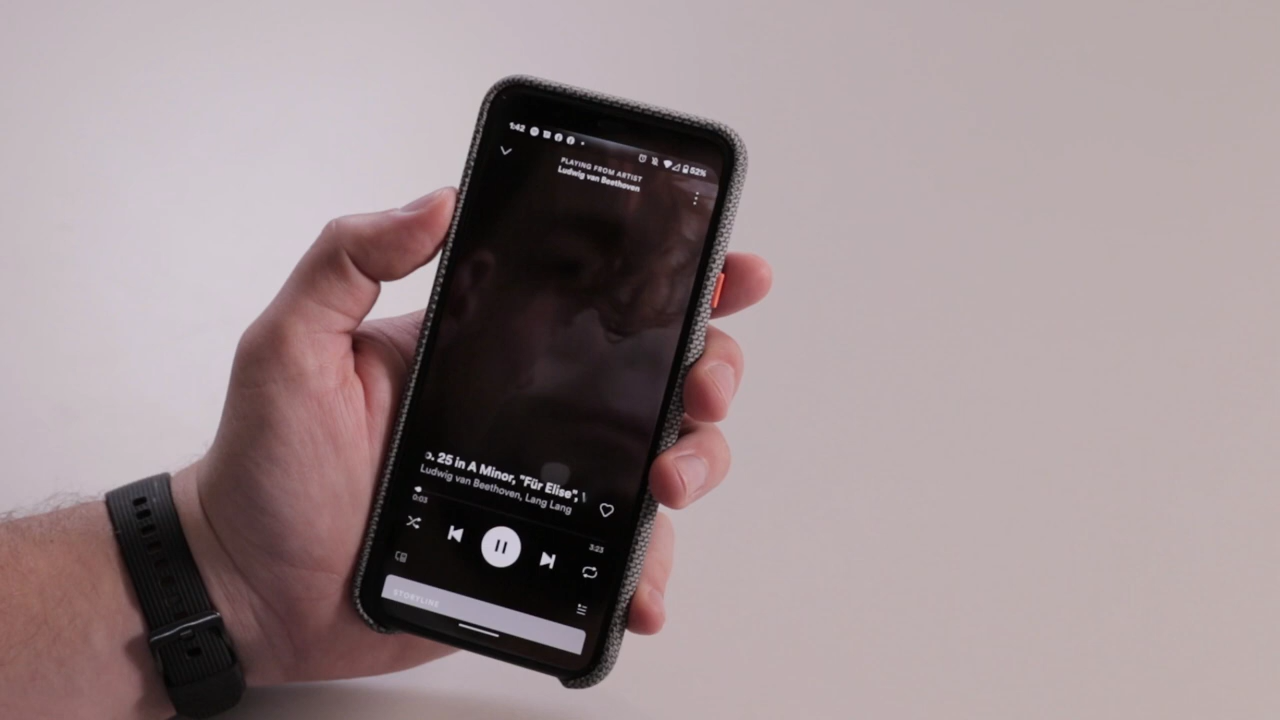 1:42
52%
PLAYING FROM ARTIST
Ludwig van Beethoven
o. 25 in A Minor, "Für Elise",
Ludwig van Beethoven, Lang Lang
0:03
3:23
STORYLINE